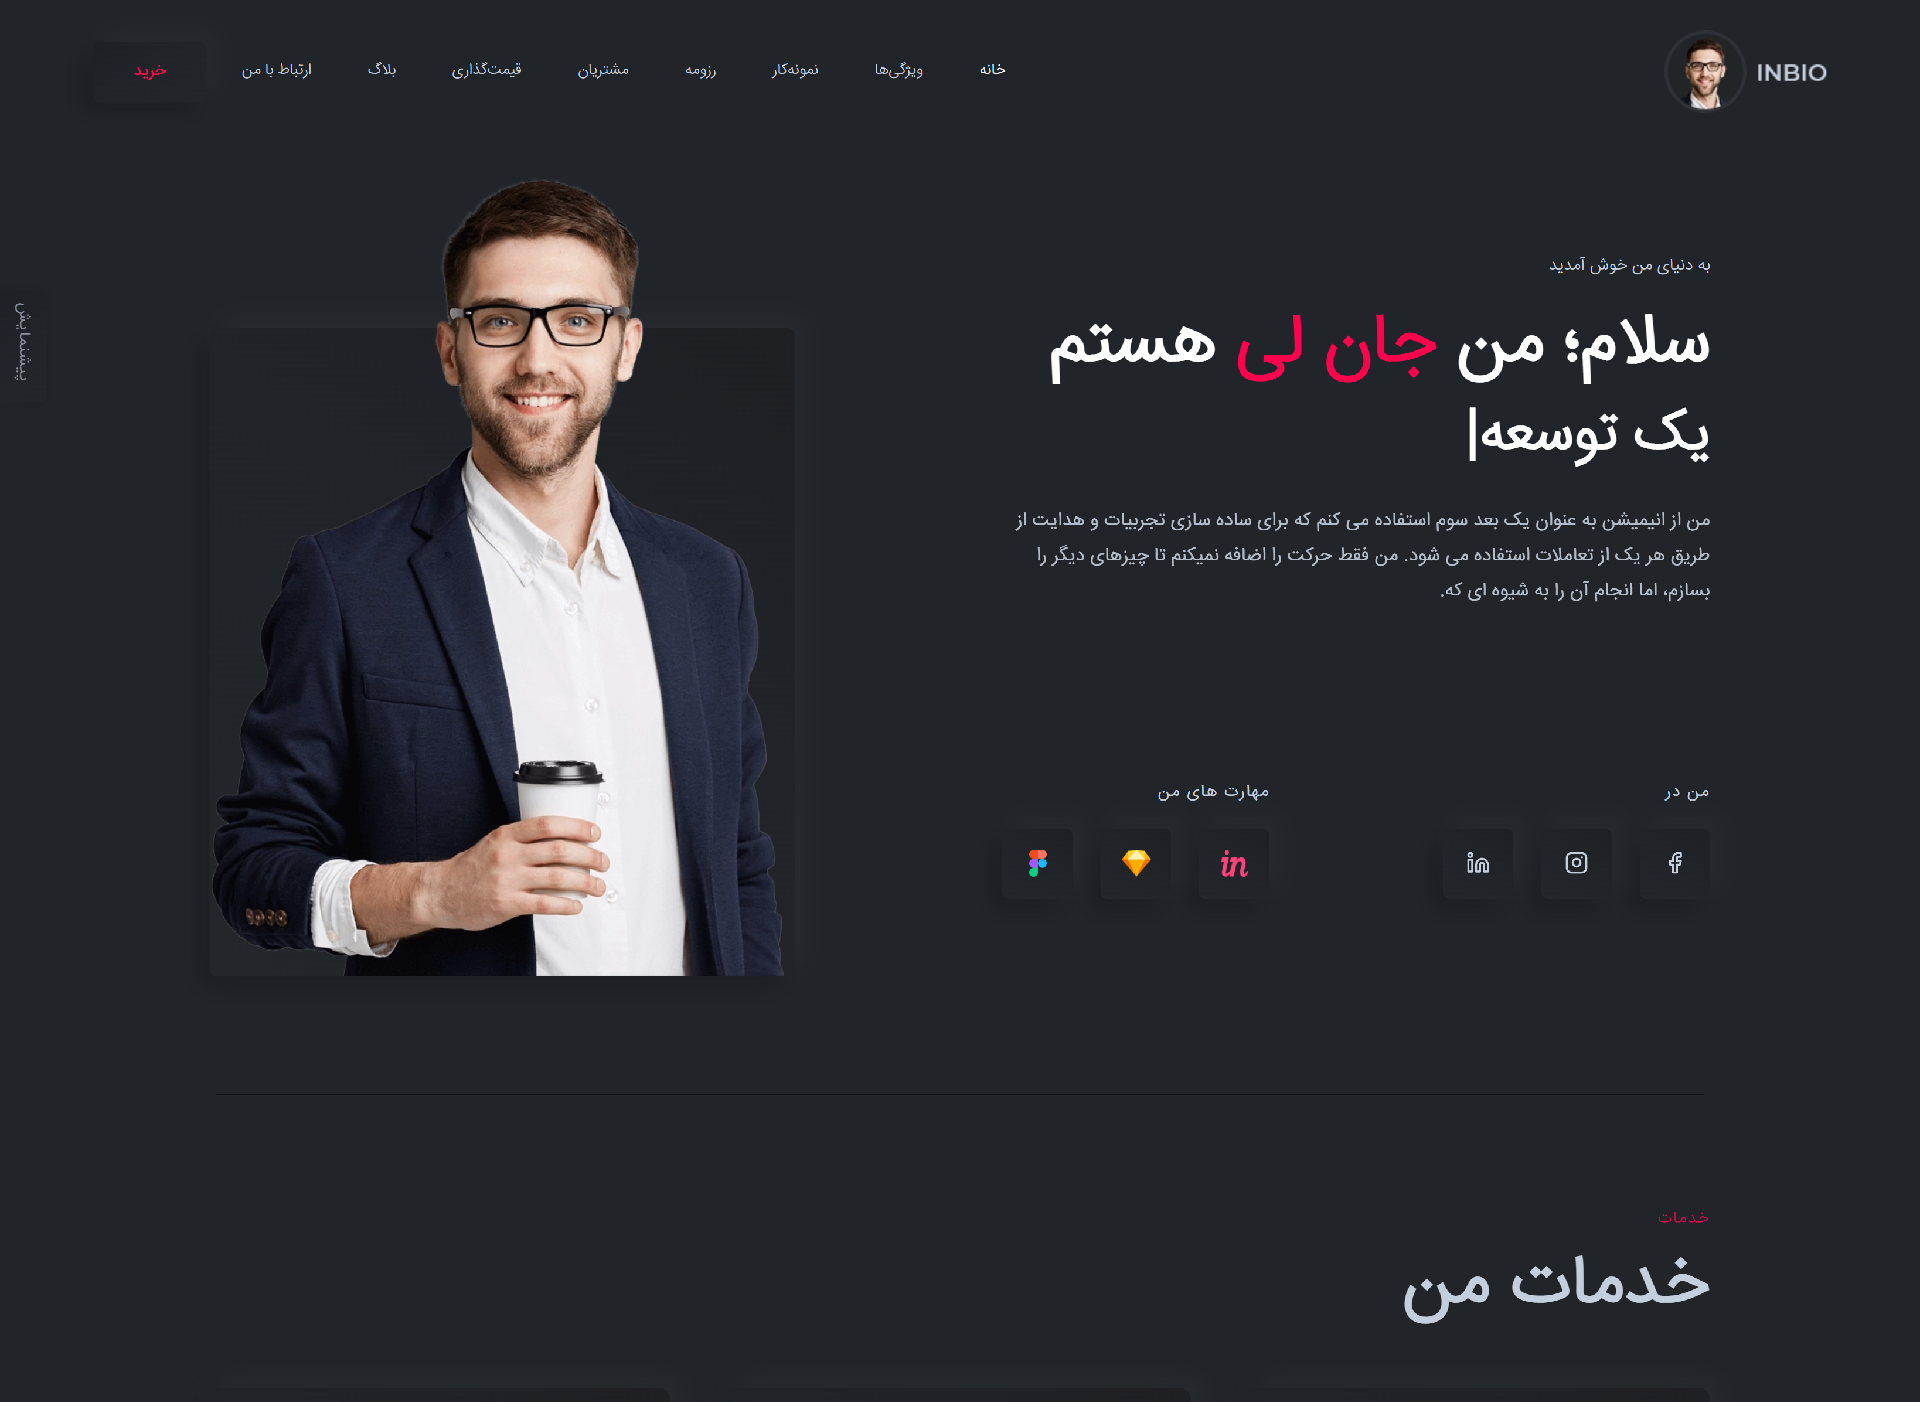 INBIO
خانه
ویژگی‌ها
نمونه‌کار
رزومه
مشتریان
قیمت‌گذاری
بلاگ
ارتباط با من
خرید
به دنیای من خوش آمدید
سلام؛ من جان لی هستم
یک توسعه|
من از انیمیشن به عنوان یک بعد سوم استفاده می کنم که برای ساده سازی تجربیات و هدایت از
طریق هر یک از تعاملات استفاده می شود. من فقط حرکت را اضافه نمیکنم تا چیزهای دیگر را
بسازم، اما انجام آن را به شیوه ای که.
من در
مهارت های من
in
in
پیشنمایش
خدمات
خدمات من